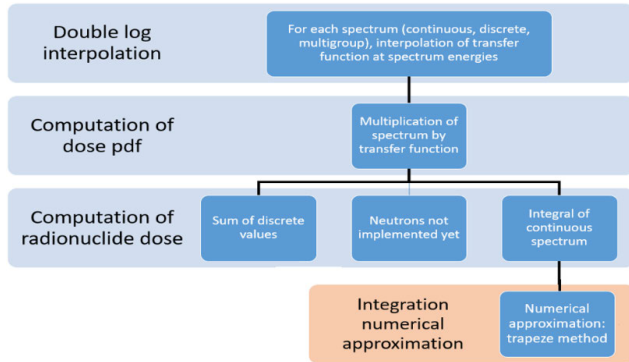 Double log
interpolation
For each spectrum (continuous, discrete,
multigroup), interpolation of transfer
function at spectrum energies
Computation of
dose pdf
Multiplication of
spectrum by
transfer function
Computation of
radionuclide dose
Sum of discrete
values
Neutrons not
implemented yet
Integral of
continuous
spectrum
Integration
numerical
approximation
Numerical
approximation:
trapeze method